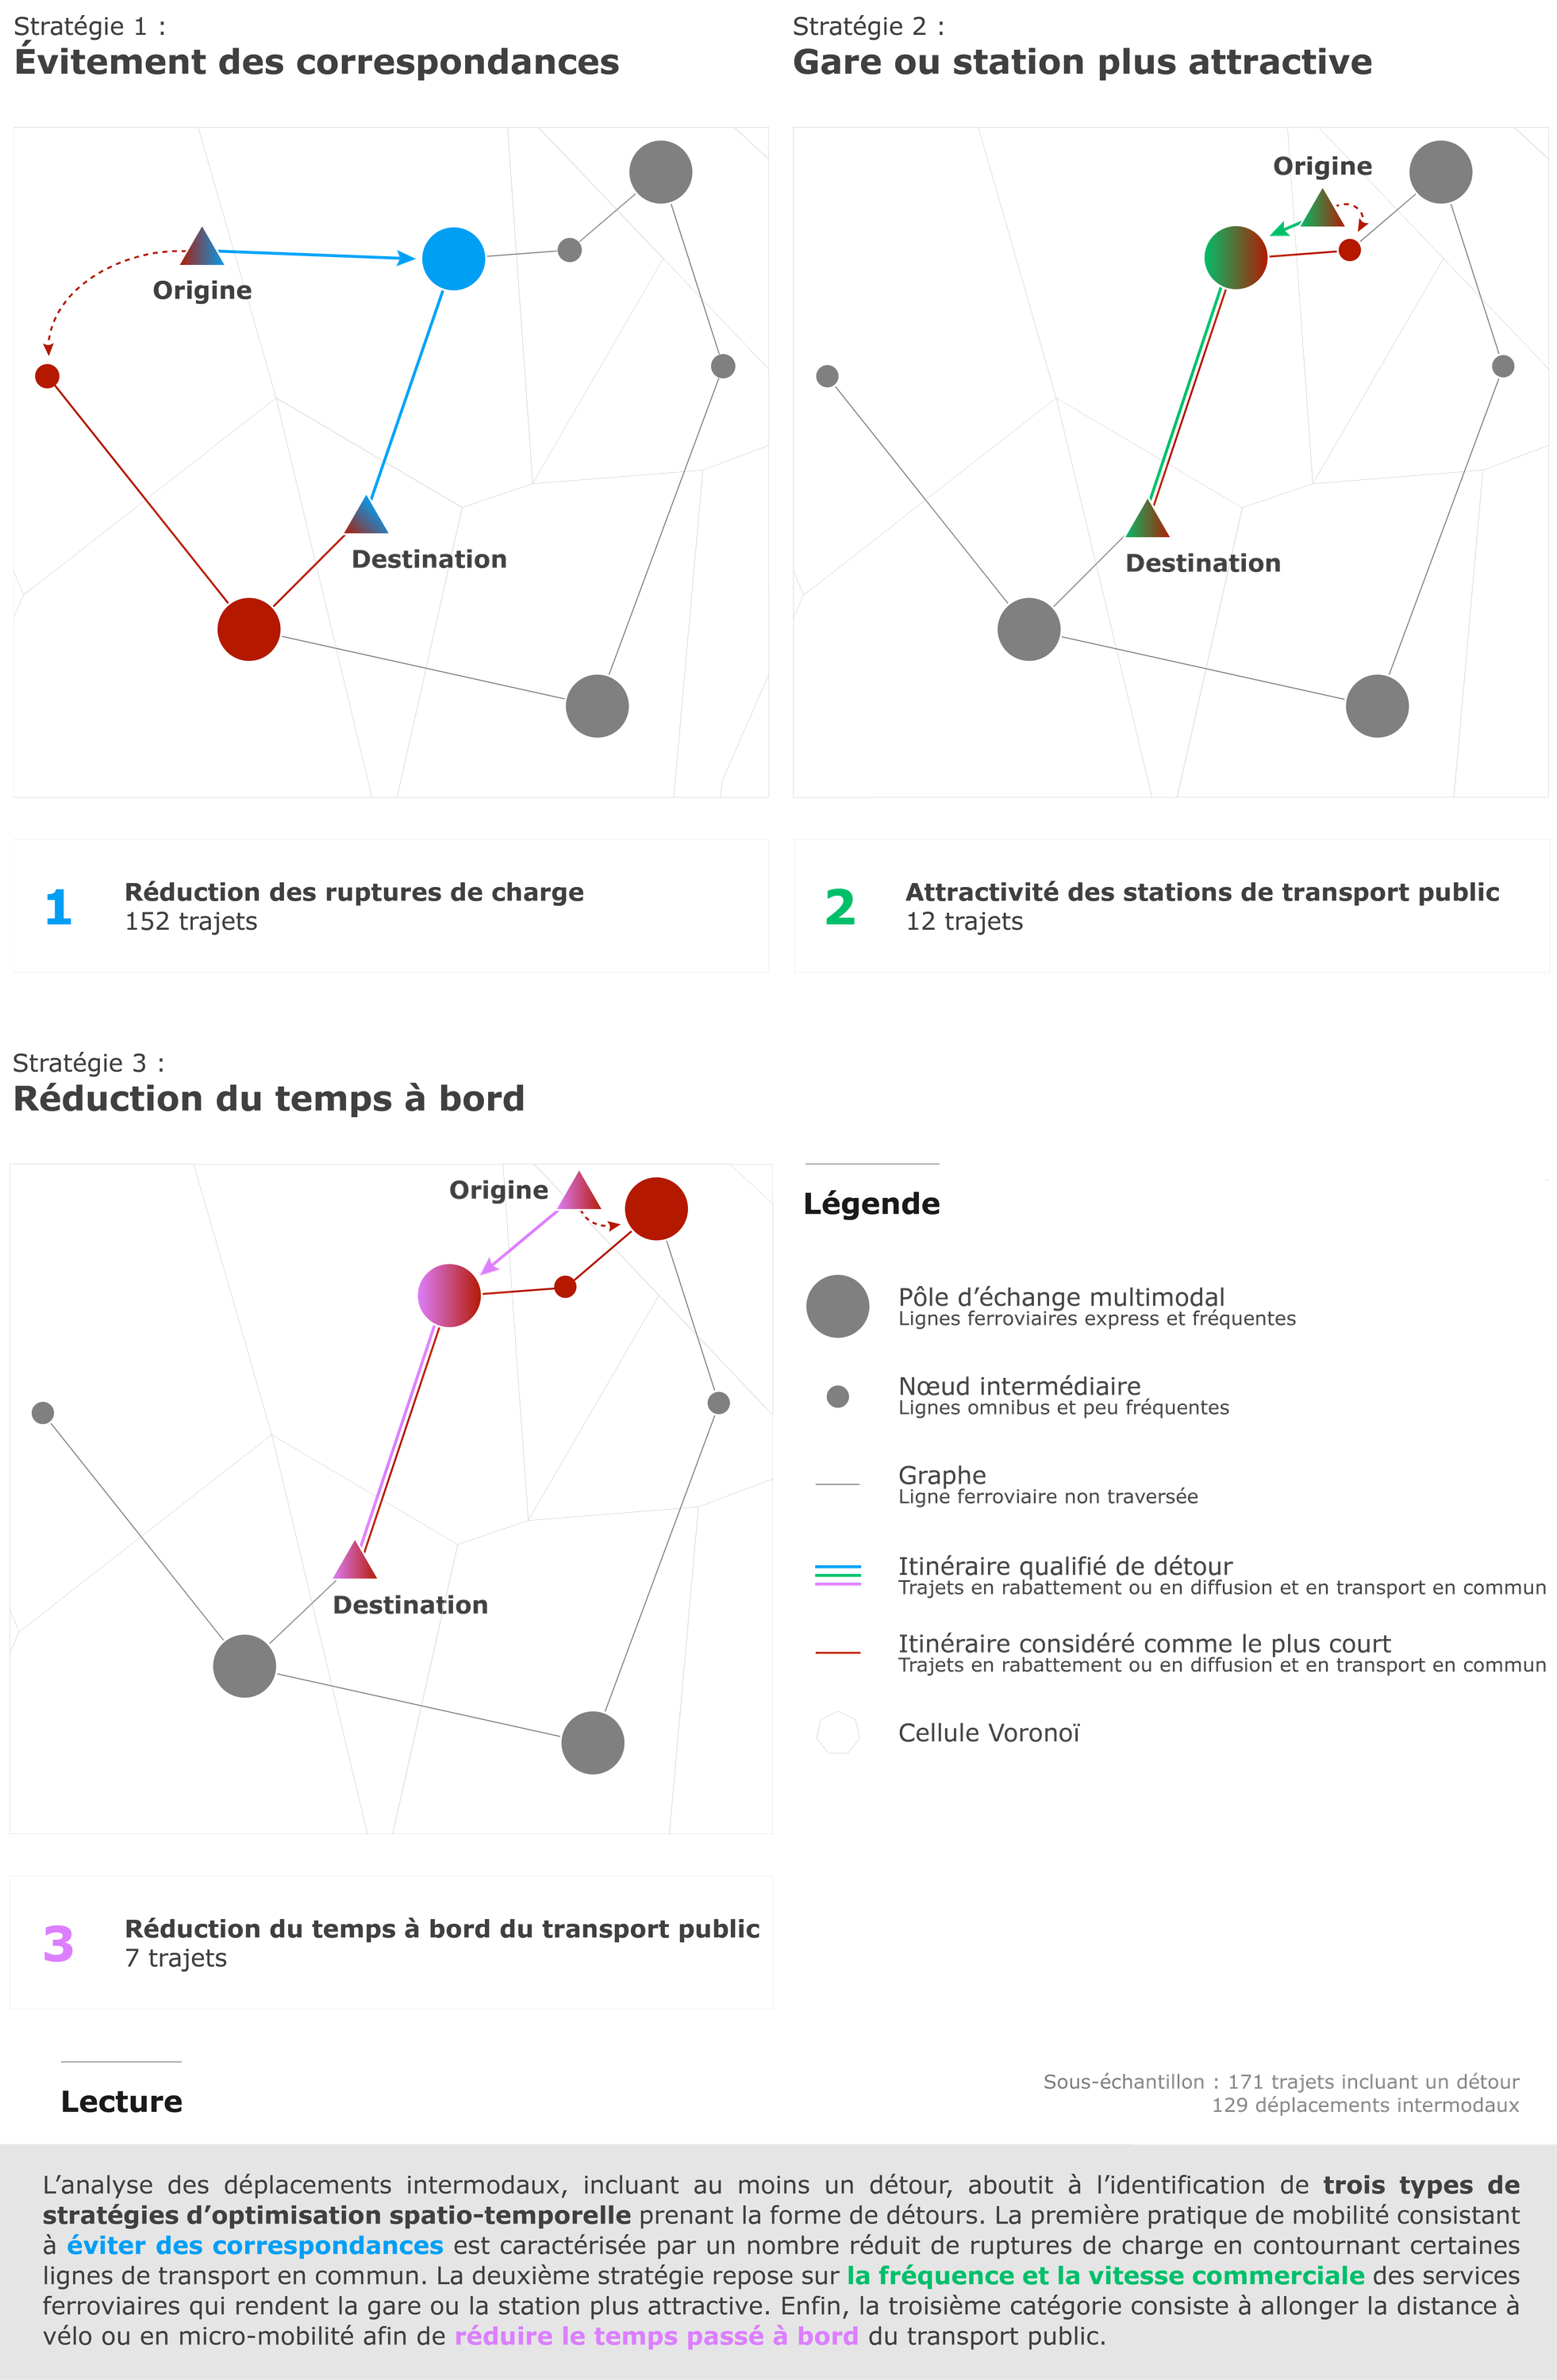 Stratégie 1 :
Évitement des correspondances
Origine
Destination
1
Réduction des ruptures de charge
152 trajets
Stratégie 2 :
Gare ou station plus attractive
Origine
Destination
2
Attractivité des stations de transport public
12 trajets
Stratégie 3 :
Réduction du temps à bord
Origine
Destination
3
Réduction du temps à bord du transport public
7 trajets
Légende
Pôle d’échange multimodal
Lignes ferroviaires express et fréquentes
Nœud intermédiaire
Lignes omnibus et peu fréquentes
Graphe
Ligne ferroviaire non traversée
Itinéraire qualifié de détour
Trajets en rabattement ou en diffusion et en transport en commun
Itinéraire considéré comme le plus court
Trajets en rabattement ou en diffusion et en transport en commun
Cellule Voronoï
Lecture
Sous-échantillon : 171 trajets incluant un détour
129 déplacements intermodaux
L’analyse des déplacements intermodaux, incluant au moins un détour, aboutit à l’identification de trois types de
stratégies d’optimisation spatio-temporelle prenant la forme de détours. La première pratique de mobilité consistant
à éviter des correspondances est caractérisée par un nombre réduit de ruptures de charge en contournant certaines
lignes de transport en commun. La deuxième stratégie repose sur la fréquence et la vitesse commerciale des services
ferroviaires qui rendent la gare ou la station plus attractive. Enfin, la troisième catégorie consiste à allonger la distance à
vélo ou en micro-mobilité afin de réduire le temps passé à bord du transport public.